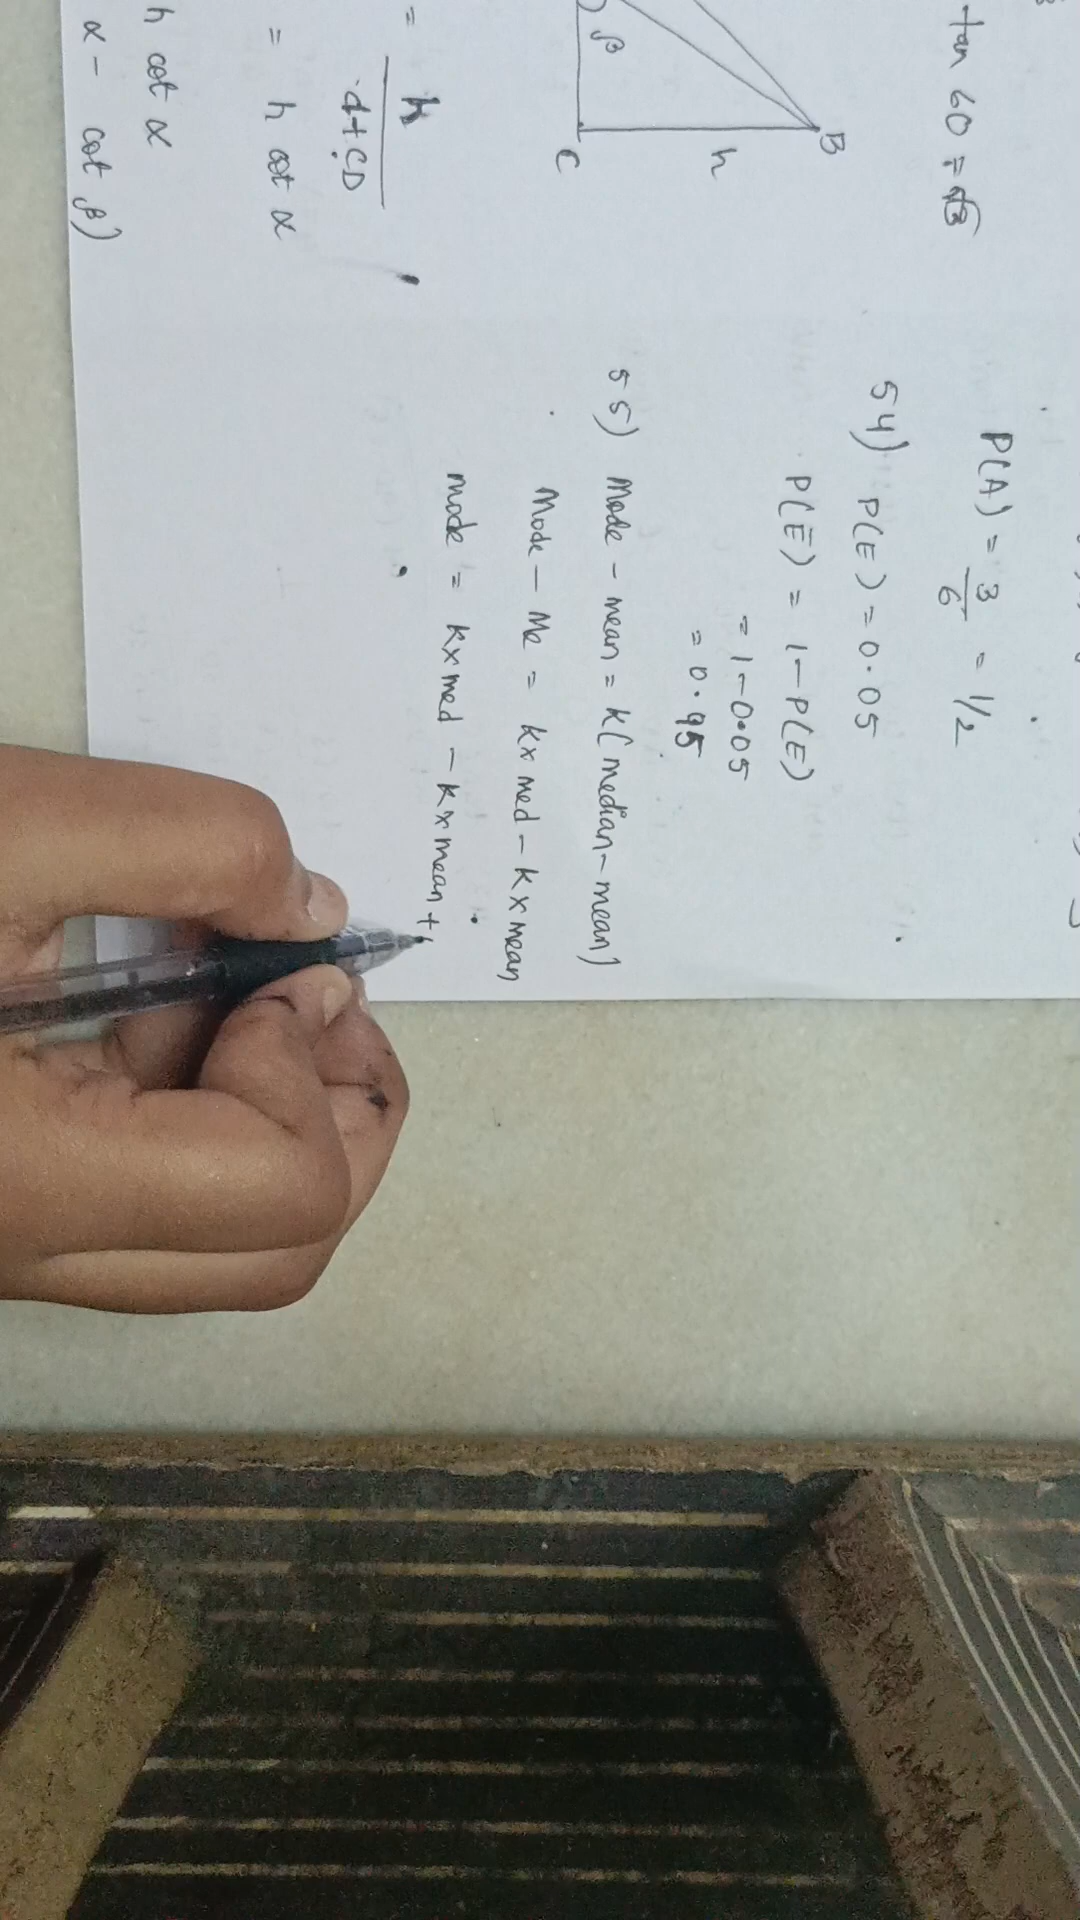 tan 60 = √3
B
h
β
C
= h
d + CD
= h cot α
h cot α
α - cot β)
P(A) = 3/6 = 1/2
54) P(E) = 0.05
P(Ē) = 1 - P(E)
= 1 - 0.05
= 0.95
55) Mode - mean = k(median - mean)
Mode - Me = k x med - k x mean
mode = k x med - k x mean +